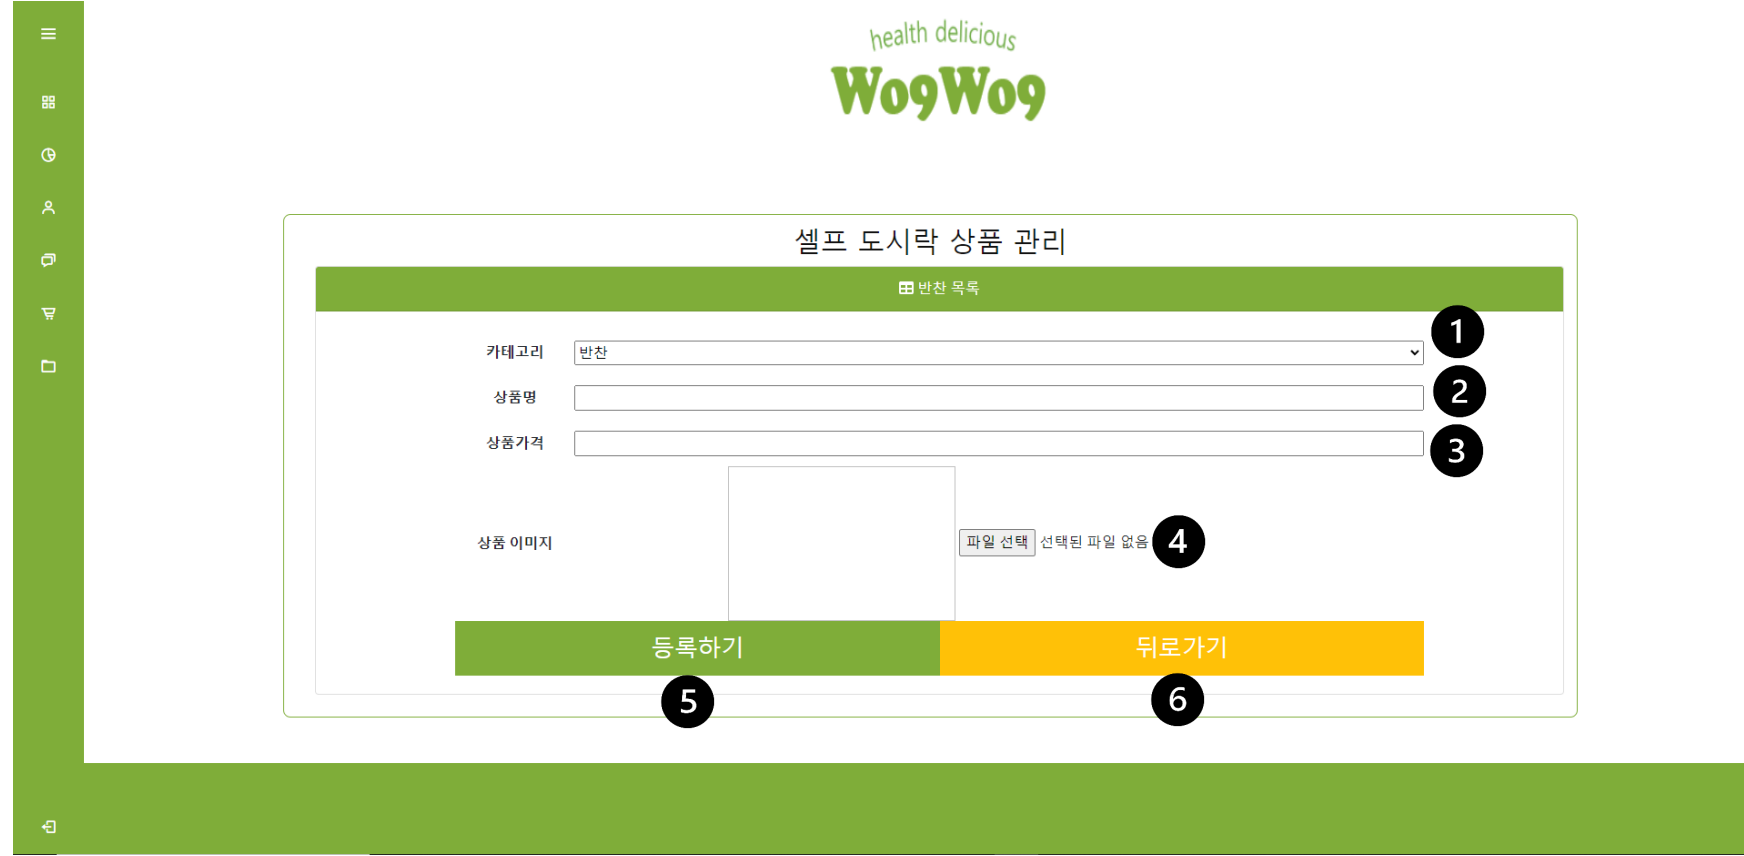 health delicious
Wo9Wo9
셀프 도시락 상품 관리
반찬 목록
1
카테고리 반찬
2
상품명
3
상품가격
상품 이미지 파일 선택 선택된 파일 없음 4
등록하기 뒤로가기
5 6